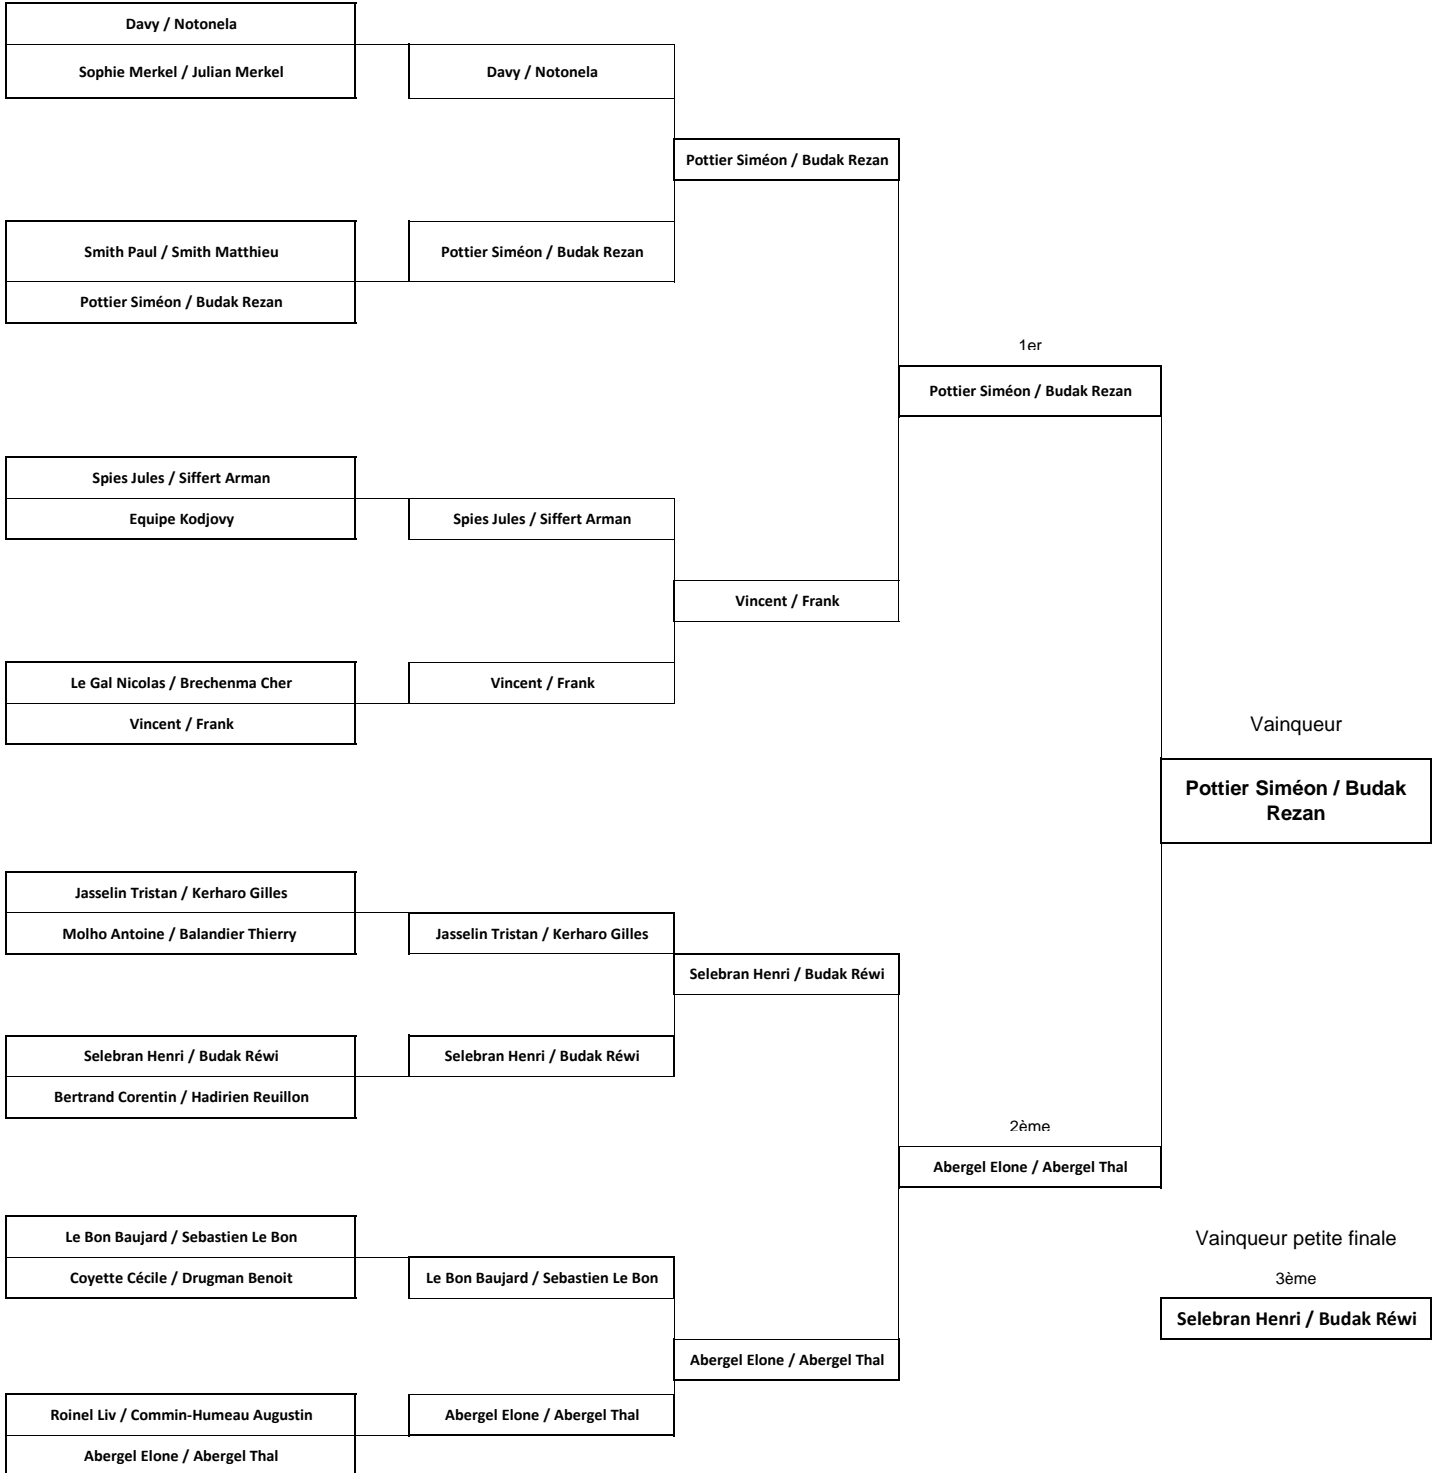 Davy / Notonela
Sophie Merkel / Julian Merkel
Davy / Notonela
Pottier Siméon / Budak Rezan
Smith Paul / Smith Matthieu
Pottier Siméon / Budak Rezan
Pottier Siméon / Budak Rezan
1er
Pottier Siméon / Budak Rezan
Spies Jules / Siffert Arman
Equipe Kodjovy
Spies Jules / Siffert Arman
Vincent / Frank
Le Gal Nicolas / Brechenma Cher
Vincent / Frank
Vincent / Frank
Vainqueur
Pottier Siméon / Budak
Rezan
Jasselin Tristan / Kerharo Gilles
Molho Antoine / Balandier Thierry
Jasselin Tristan / Kerharo Gilles
Selebran Henri / Budak Réwi
Selebran Henri / Budak Réwi
Selebran Henri / Budak Réwi
Bertrand Corentin / Hadirien Reuillon
2ème
Abergel Elone / Abergel Thal
Le Bon Baujard / Sebastien Le Bon
Vainqueur petite finale
Coyette Cécile / Drugman Benoit
Le Bon Baujard / Sebastien Le Bon
3ème
Selebran Henri / Budak Réwi
Abergel Elone / Abergel Thal
Roinel Liv / Commin-Humeau Augustin
Abergel Elone / Abergel Thal
Abergel Elone / Abergel Thal